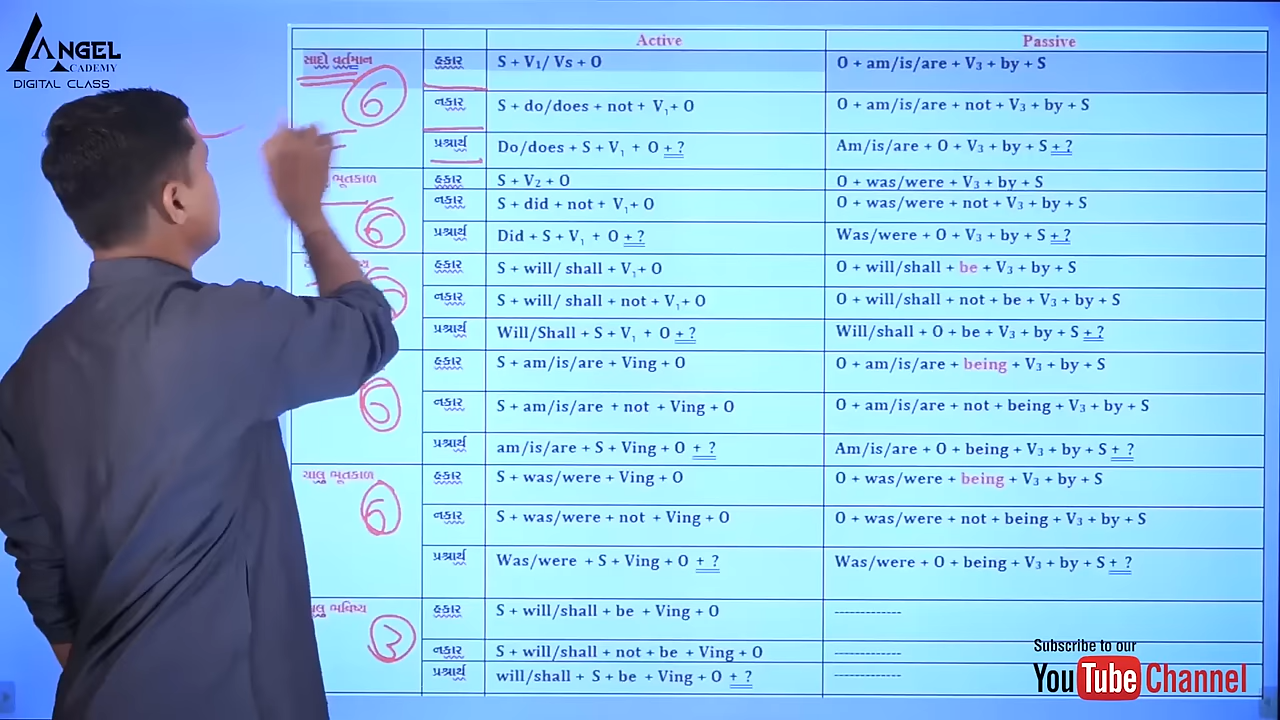 ANGEL
ACADEMY
DIGITAL CLASS
Active Passive
સાદો વર્તમાન હકાર S + V₁/ Vs + O O + am/is/are + V₃ + by + S
6
નકાર S + do/does + not + V₁+ O O + am/is/are + not + V₃ + by + S
પ્રશ્નાર્થ Do/does + S + V₁ + O + ? Am/is/are + O + V₃ + by + S + ?
ભૂતકાળ હકાર S + V₂ + O O + was/were + V₃ + by + S
નકાર S + did + not + V₁+ O O + was/were + not + V₃ + by + S
6
પ્રશ્નાર્થ Did + S + V₁ + O + ? Was/were + O + V₃ + by + S + ?
હકાર S + will/ shall + V₁+ O O + will/shall + be + V₃ + by + S
નકાર S + will/ shall + not + V₁+ O O + will/shall + not + be + V₃ + by + S
પ્રશ્નાર્થ Will/Shall + S + V₁ + O + ? Will/shall + O + be + V₃ + by + S + ?
હકાર S + am/is/are + Ving + O O + am/is/are + being + V₃ + by + S
6
નકાર S + am/is/are + not + Ving + O O + am/is/are + not + being + V₃ + by + S
પ્રશ્નાર્થ am/is/are + S + Ving + O + ? Am/is/are + O + being + V₃ + by + S + ?
ચાલુ ભૂતકાળ હકાર S + was/were + Ving + O O + was/were + being + V₃ + by + S
6
નકાર S + was/were + not + Ving + O O + was/were + not + being + V₃ + by + S
પ્રશ્નાર્થ Was/were + S + Ving + O + ? Was/were + O + being + V₃ + by + S + ?
ભવિષ્ય હકાર S + will/shall + be + Ving + O -------------
3
નકાર S + will/shall + not + be + Ving + O -------------
પ્રશ્નાર્થ will/shall + S + be + Ving + O + ? -------------
Subscribe to our
YouTube Channel